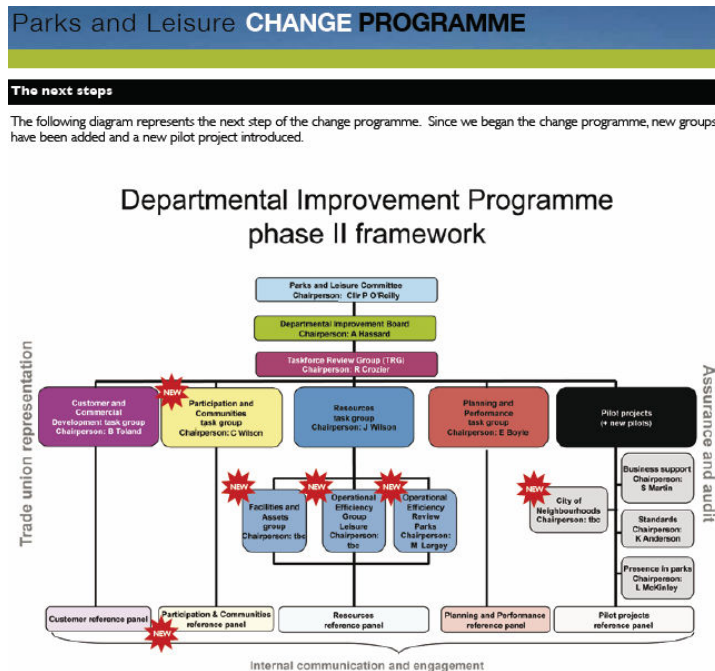 Parks and Leisure CHANGE PROGRAMME
The next steps
The following diagram represents the next step of the change programme. Since we began the change programme, new groups
have been added and a new pilot project introduced.
Departmental Improvement Programme
phase II framework
Parks and Leisure Committee
Chairperson: Cllr P O'Reilly
Departmental Improvement Board
Chairperson: A Hassard
Taskforce Review Group (TRG)
Chairperson: R Crozier
Trade union representation
Assurance and audit
Customer and
Commercial
Development task group
Chairperson: B Toland
NEW
Participation and
Communities
task group
Chairperson: C Wilson
Resources
task group
Chairperson: J Wilson
Planning and
Performance
task group
Chairperson: E Boyle
Pilot projects
(+ new pilots)
NEW
Facilities and
Assets
group
Chairperson: tbc
NEW
Operational
Efficiency
Group
Leisure
Chairperson:
tbc
NEW
Operational
Efficiency
Review
Parks
Chairperson:
M Largey
NEW
City of
Neighbourhoods
Chairperson: tbc
Business support
Chairperson:
S Martin
Standards
Chairperson:
K Anderson
Presence in parks
Chairperson:
L McKinley
Customer reference panel
NEW
Participation & Communities
reference panel
Resources
reference panel
Planning and Performance
reference panel
Pilot projects
reference panel
Internal communication and engagement